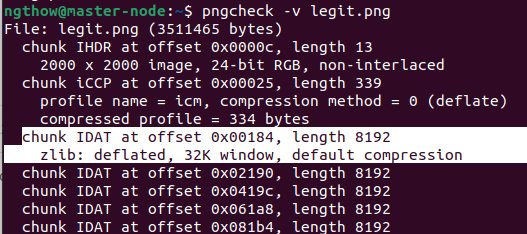 ngthow@master-node:~$ pngcheck -v legit.png
File: legit.png (3511465 bytes)
chunk IHDR at offset 0x0000c, length 13
2000 x 2000 image, 24-bit RGB, non-interlaced
chunk iCCP at offset 0x00025, length 339
profile name = icm, compression method = 0 (deflate)
compressed profile = 334 bytes
chunk IDAT at offset 0x00184, length 8192
zlib: deflated, 32K window, default compression
chunk IDAT at offset 0x02190, length 8192
chunk IDAT at offset 0x0419c, length 8192
chunk IDAT at offset 0x061a8, length 8192
chunk IDAT at offset 0x081b4, length 8192